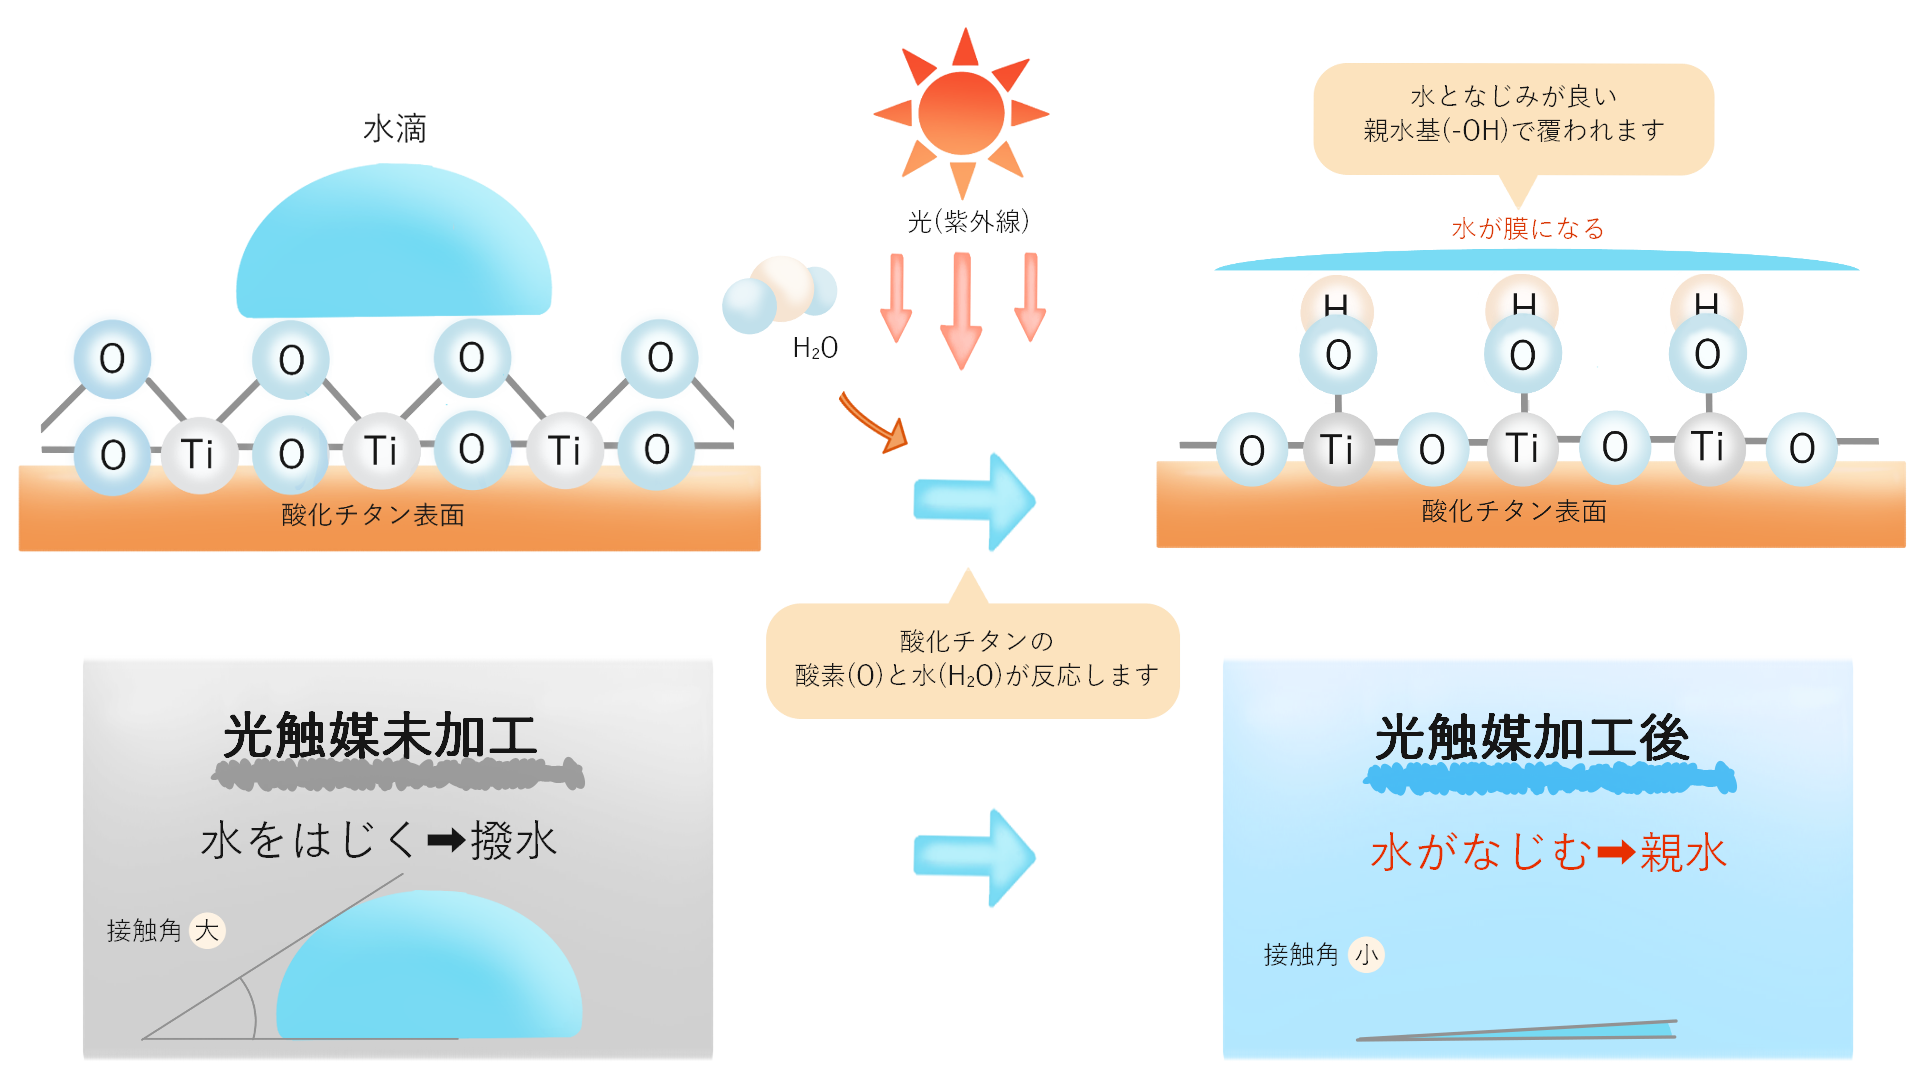 水滴
O O O O
O Ti O Ti O Ti O
酸化チタン表面
H₂O
光(紫外線)
水となじみが良い
親水基(-OH)で覆われます
水が膜になる
H H H
O O O
O Ti O Ti O Ti O
酸化チタン表面
酸化チタンの
酸素(O)と水(H₂O)が反応します
光触媒未加工
水をはじく➡撥水
接触角 大
光触媒加工後
水がなじむ➡親水
接触角 小